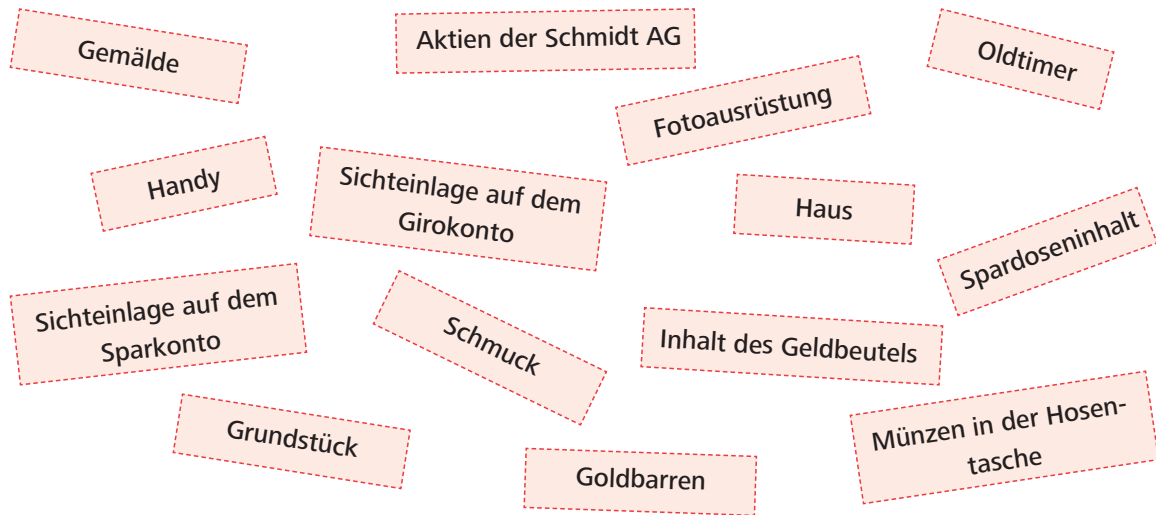 Gemälde
Aktien der Schmidt AG
Oldtimer
Fotoausrüstung
Handy
Sichteinlage auf dem
Girokonto
Haus
Spardoseninhalt
Sichteinlage auf dem
Sparkonto
Schmuck
Inhalt des Geldbeutels
Grundstück
Goldbarren
Münzen in der Hosen-
tasche